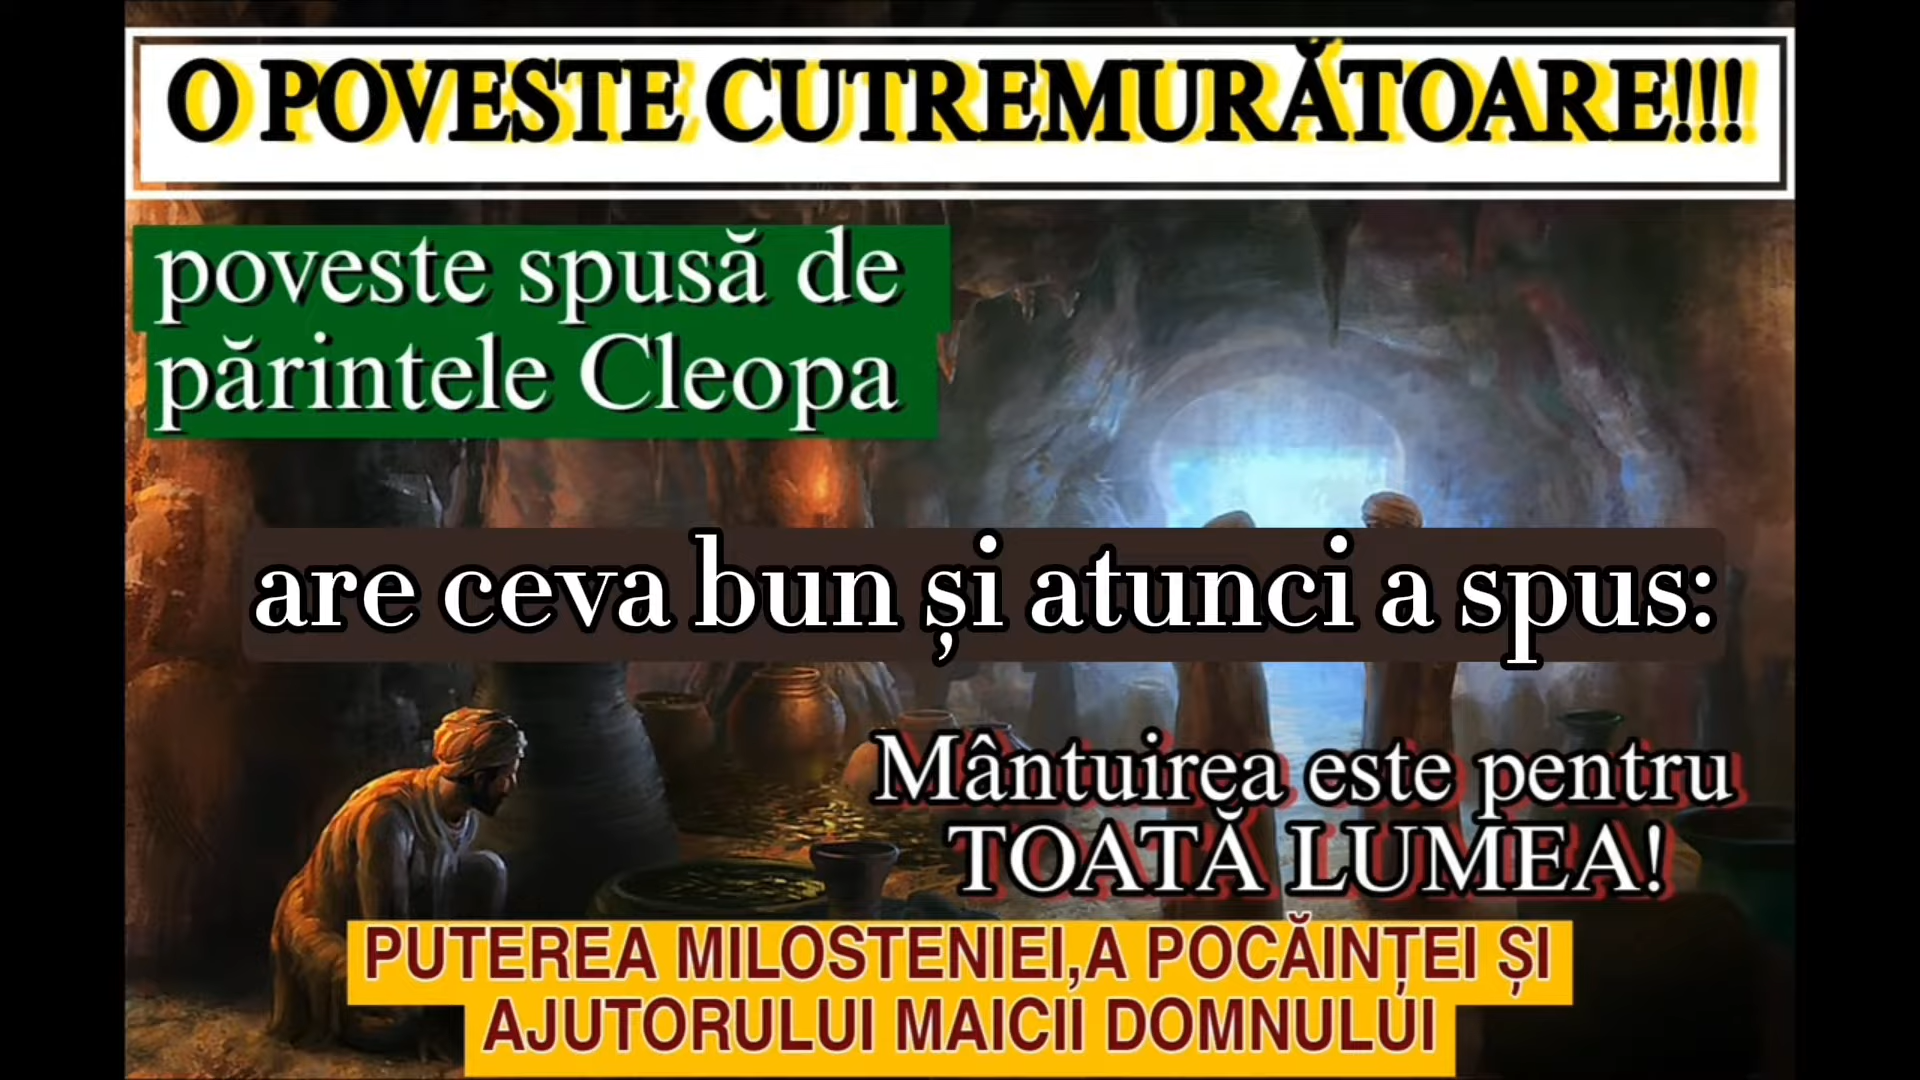 O POVESTE CUTREMURĂTOARE!!!
poveste spusă de
părintele Cleopa
are ceva bun și atunci a spus:
Mântuirea este pentru
TOATĂ LUMEA!
PUTEREA MILOSTENIEI,A POCĂINȚEI ȘI
AJUTORULUI MAICII DOMNULUI